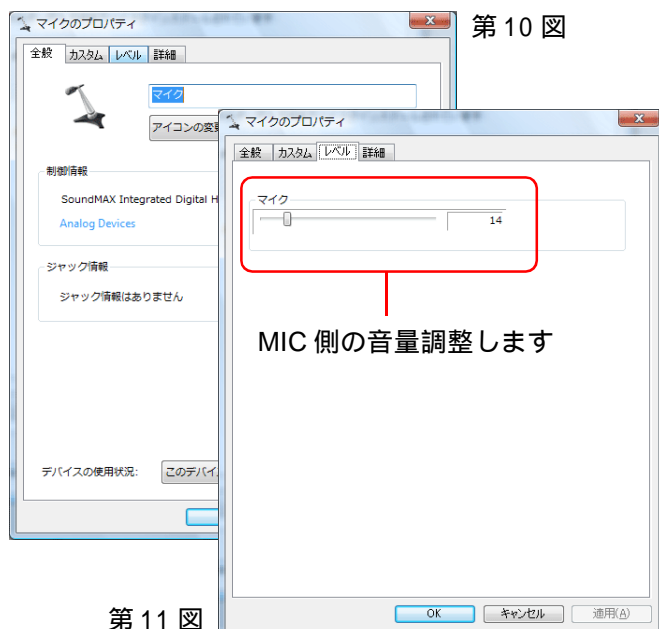 マイクのプロパティ
第 10 図
全般 カスタム レベル 詳細
マイク
アイコンの変
制御情報
SoundMAX Integrated Digital H
Analog Devices
ジャック情報
ジャック情報はありません
デバイスの使用状況:
このデバイ
マイクのプロパティ
全般 カスタム レベル 詳細
マイク
14
MIC 側の音量調整します
OK キャンセル 適用(A)
第 11 図